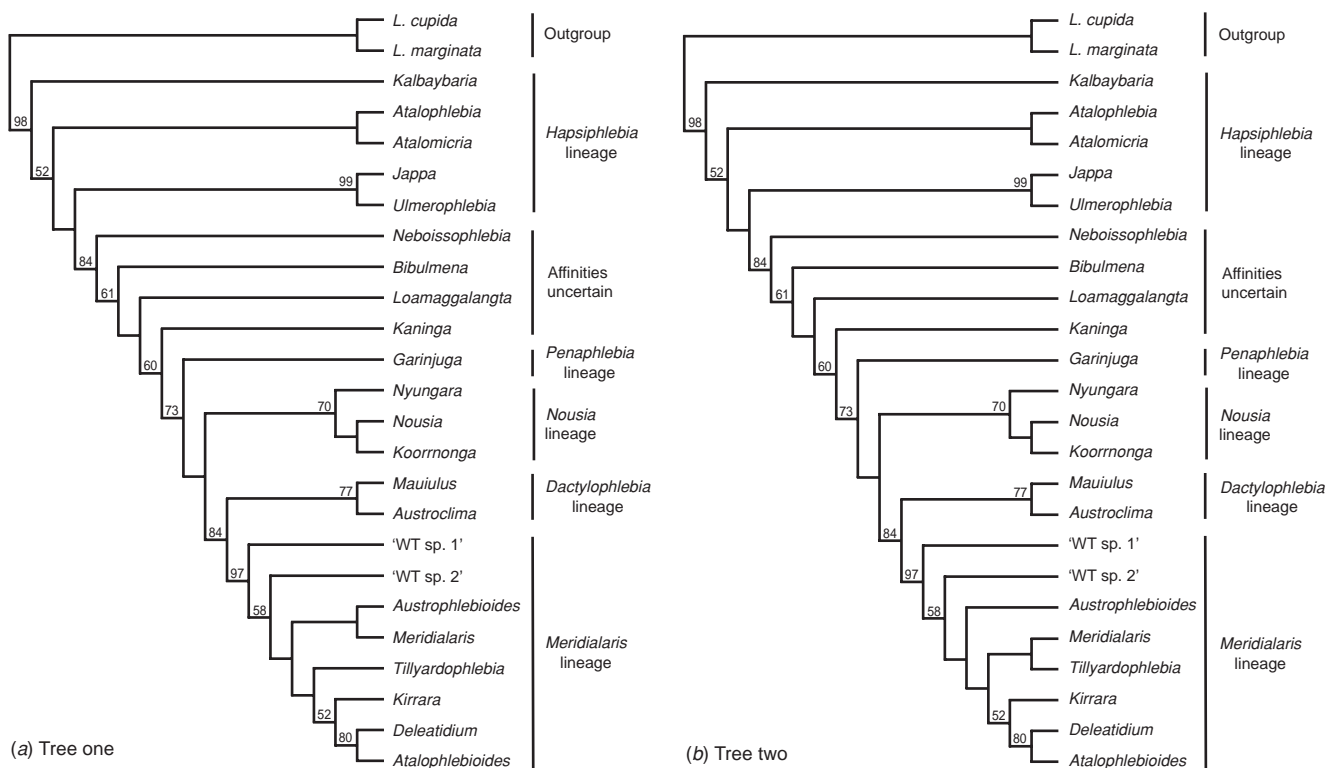 L. cupida
L. marginata
Outgroup
Kalbaybaria
98
Atalophlebia
Atalomicria
Hapsiphlebia
lineage
52
Jappa
99
Ulmerophlebia
Neboissophlebia
84
Bibulmena
Affinities
uncertain
61
Loamaggalangta
Kaninga
60
Garinjuga
Penaphlebia
lineage
73
Nyungara
70
Nousia
Nousia
lineage
Koorrnonga
Mauiulus
77
Dactylophlebia
lineage
Austroclima
84
'WT sp. 1'
97
'WT sp. 2'
58
Austrophlebioides
Meridialaris
Meridialaris
lineage
Tillyardophlebia
Kirrara
52
Deleatidium
80
Atalophlebioides
(a) Tree one
L. cupida
L. marginata
Outgroup
Kalbaybaria
98
Atalophlebia
Atalomicria
Hapsiphlebia
lineage
52
Jappa
99
Ulmerophlebia
Neboissophlebia
84
Bibulmena
Affinities
uncertain
61
Loamaggalangta
Kaninga
60
Garinjuga
Penaphlebia
lineage
73
Nyungara
70
Nousia
Nousia
lineage
Koorrnonga
Mauiulus
77
Dactylophlebia
lineage
Austroclima
84
'WT sp. 1'
97
'WT sp. 2'
58
Austrophlebioides
Meridialaris
Meridialaris
lineage
Tillyardophlebia
Kirrara
52
Deleatidium
80
Atalophlebioides
(b) Tree two